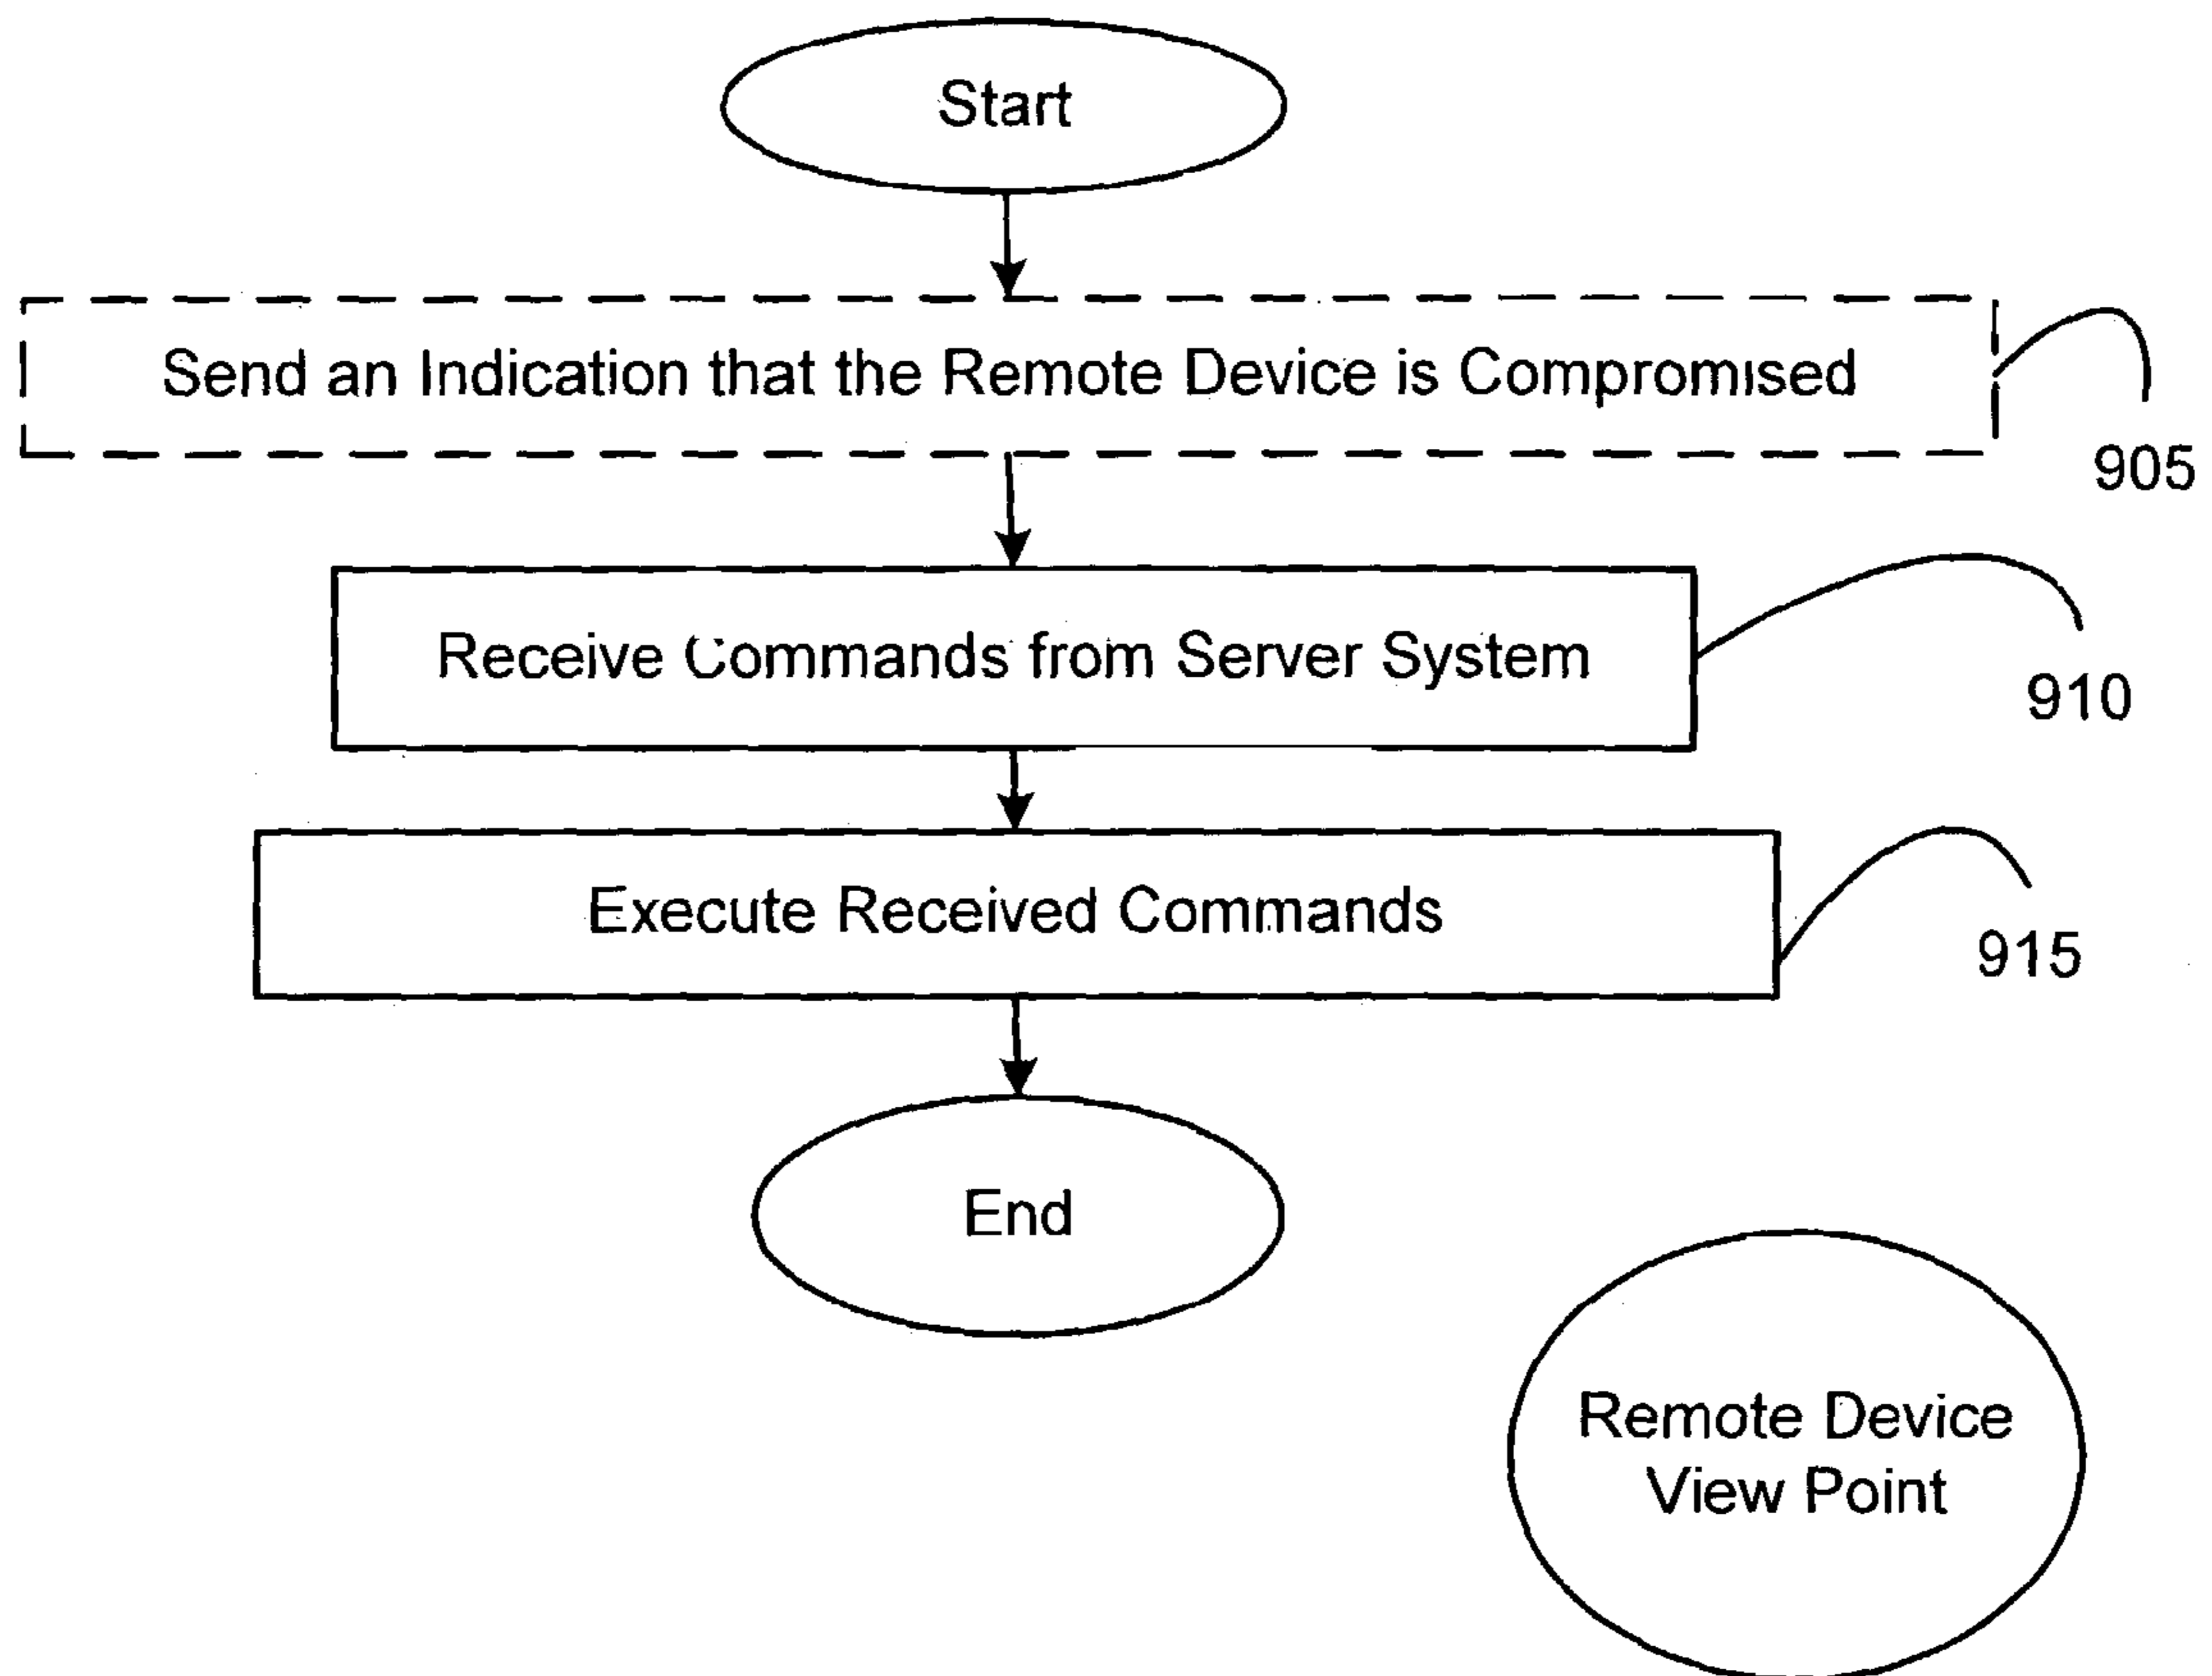 Start
Send an Indication that the Remote Device is Compromised
905
Receive Commands from Server System
910
Execute Received Commands
915
End
Remote Device
View Point